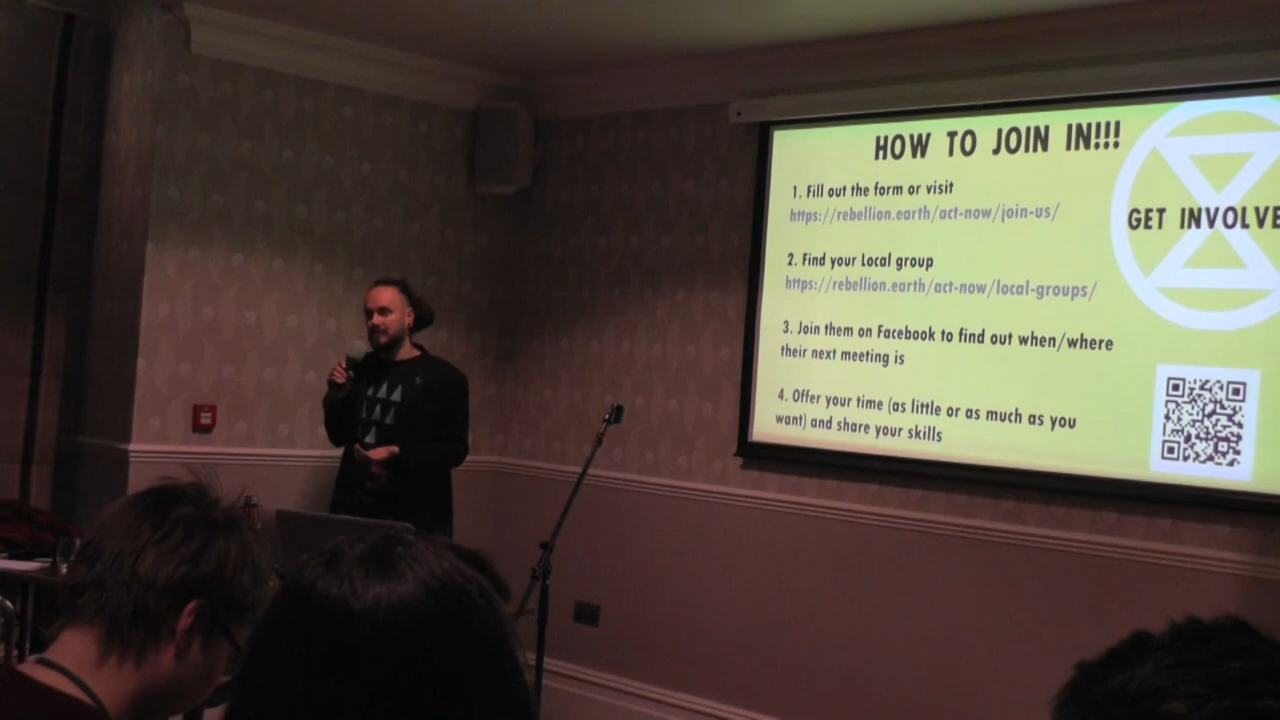 HOW TO JOIN IN!!!
1. Fill out the form or visit
https://rebellion.earth/act-now/join-us/
2. Find your Local group
https://rebellion.earth/act-now/local-groups/
3. Join them on Facebook to find out when/where
their next meeting is
4. Offer your time (as little or as much as you
want) and share your skills
GET INVOLVE